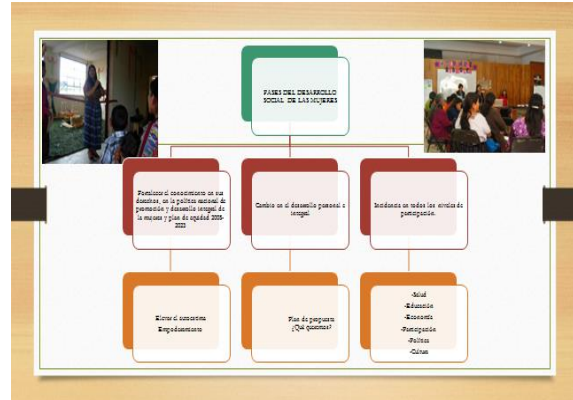 FASES DEL DESARROLLO
SOCIAL DE LAS MUJERES
Fortalecer el conocimiento en sus
derechos, en la política nacional de
promoción y desarrollo integral de
la mujeres y plan de equidad 2008-
2023
Cambio en el desarrollo personal e
integral
Incidencia en todos los niveles de
participación.
Elevar el autoestima
Empoderamiento
Plan de propuesta
¿Qué queremos?
-Salud
-Educación
-Economía
-Participación
-Política
-Cultura